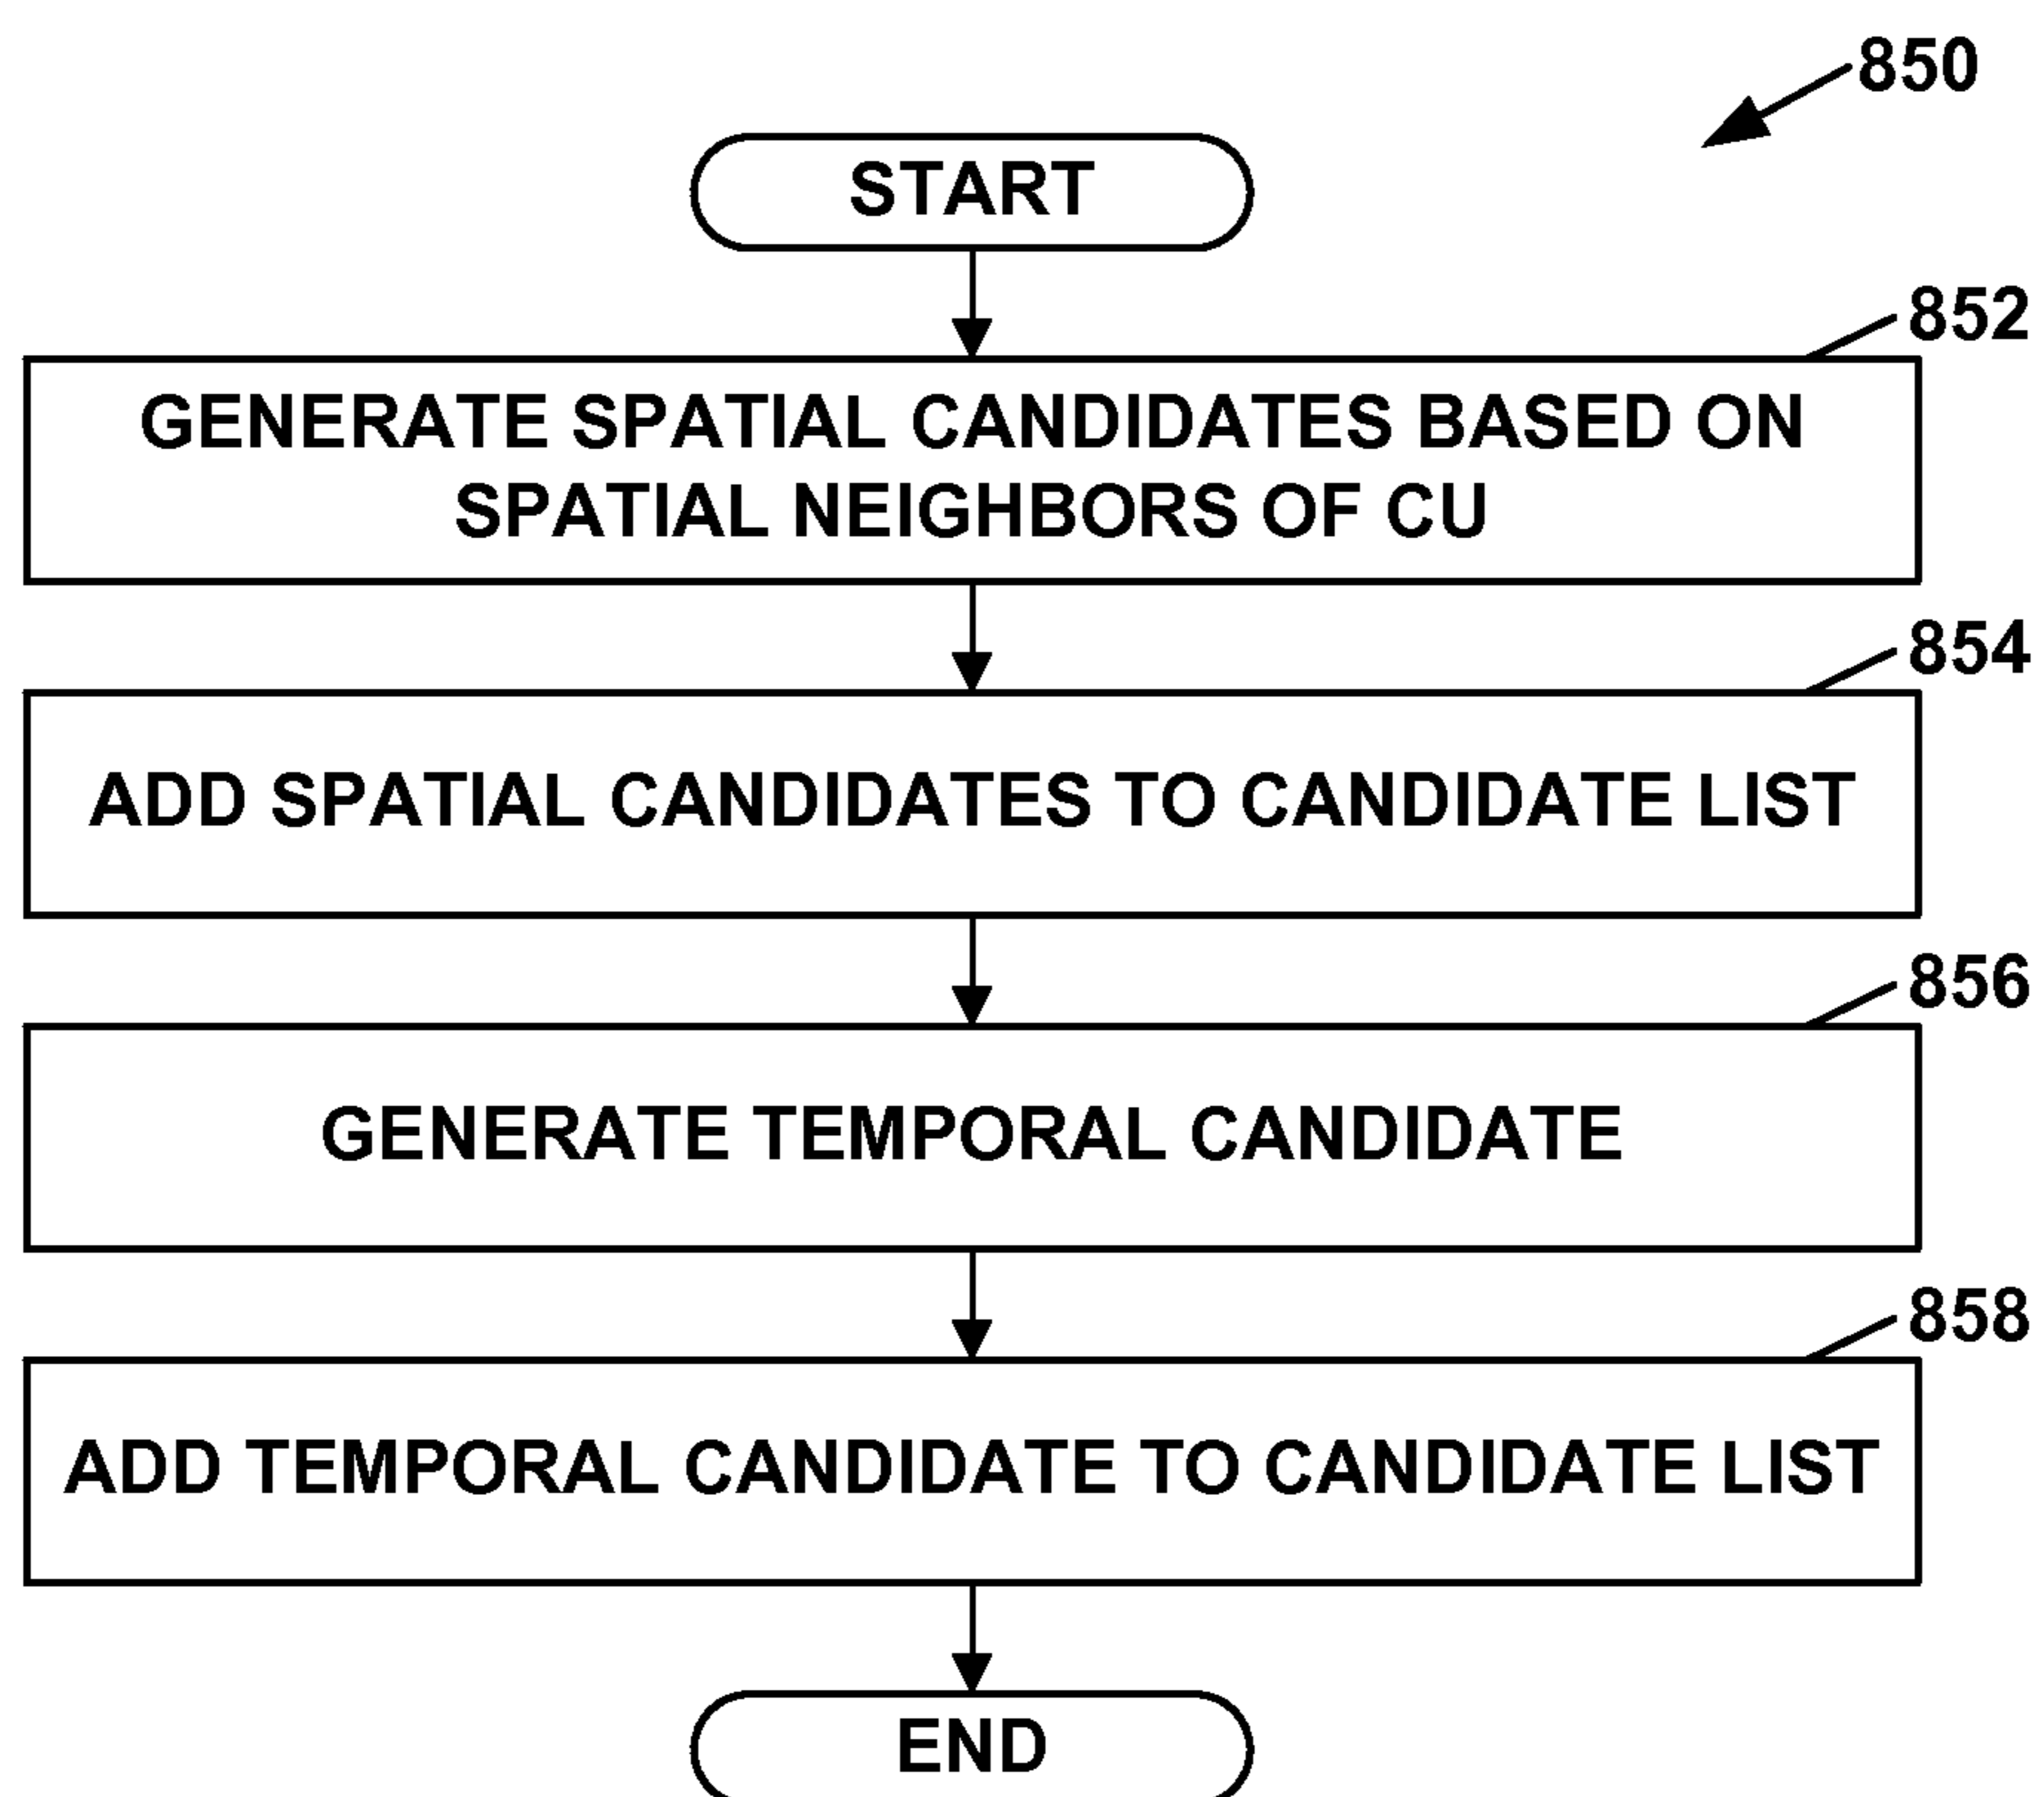 850
START
852
GENERATE SPATIAL CANDIDATES BASED ON
SPATIAL NEIGHBORS OF CU
854
ADD SPATIAL CANDIDATES TO CANDIDATE LIST
856
GENERATE TEMPORAL CANDIDATE
858
ADD TEMPORAL CANDIDATE TO CANDIDATE LIST
END